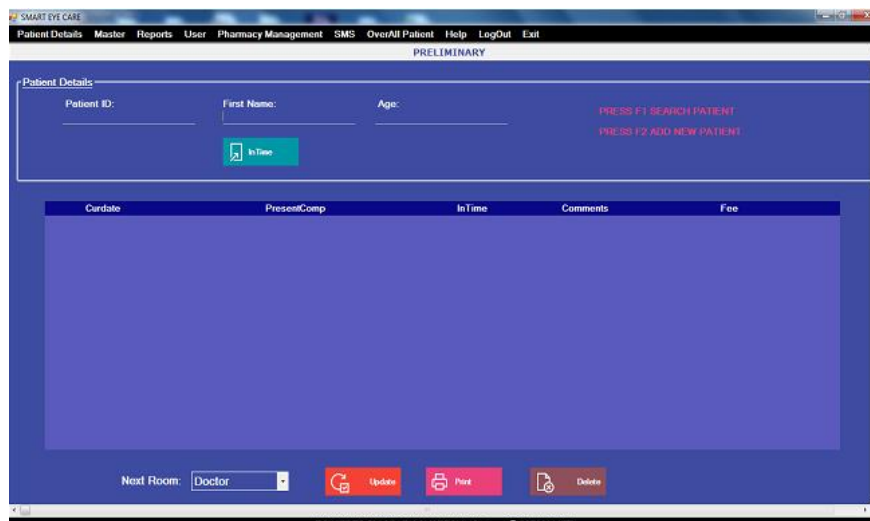 SMART EYE CARE
Patient Details Master Reports User Pharmacy Management SMS OverAll Patient Help LogOut Exit
PRELIMINARY
Patient Details
Patient ID: First Name: Age:
PRESS F1 SEARCH PATIENT
PRESS F2 ADD NEW PATIENT
InTime
Curdate PresentComp InTime Comments Fee
Next Room: Doctor Update Print Delete